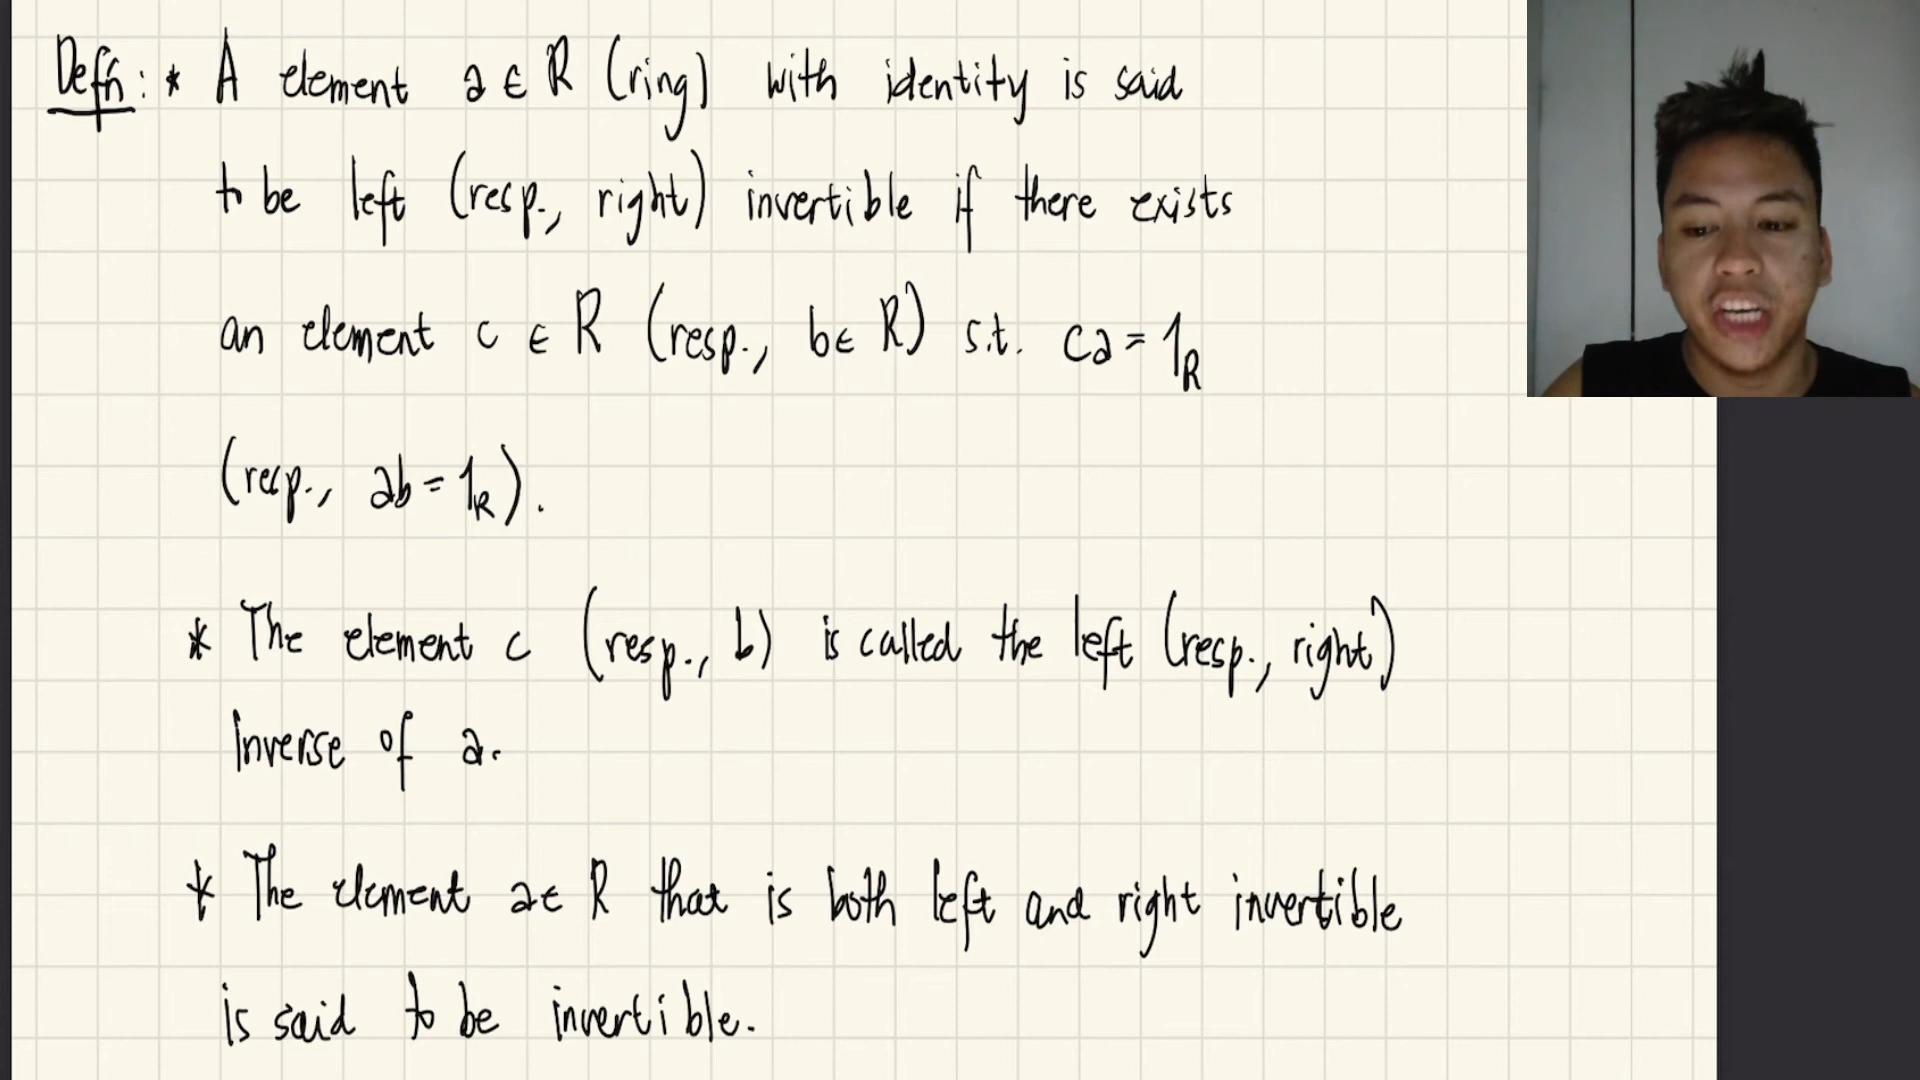 Defn: * A element a ∈ R (ring) with identity is said
to be left (resp., right) invertible if there exists
an element c ∈ R (resp., b ∈ R) s.t. ca = 1_R
(resp., ab = 1_R).
* The element c (resp., b) is called the left (resp., right)
inverse of a.
* The element a ∈ R that is both left and right invertible
is said to be invertible.